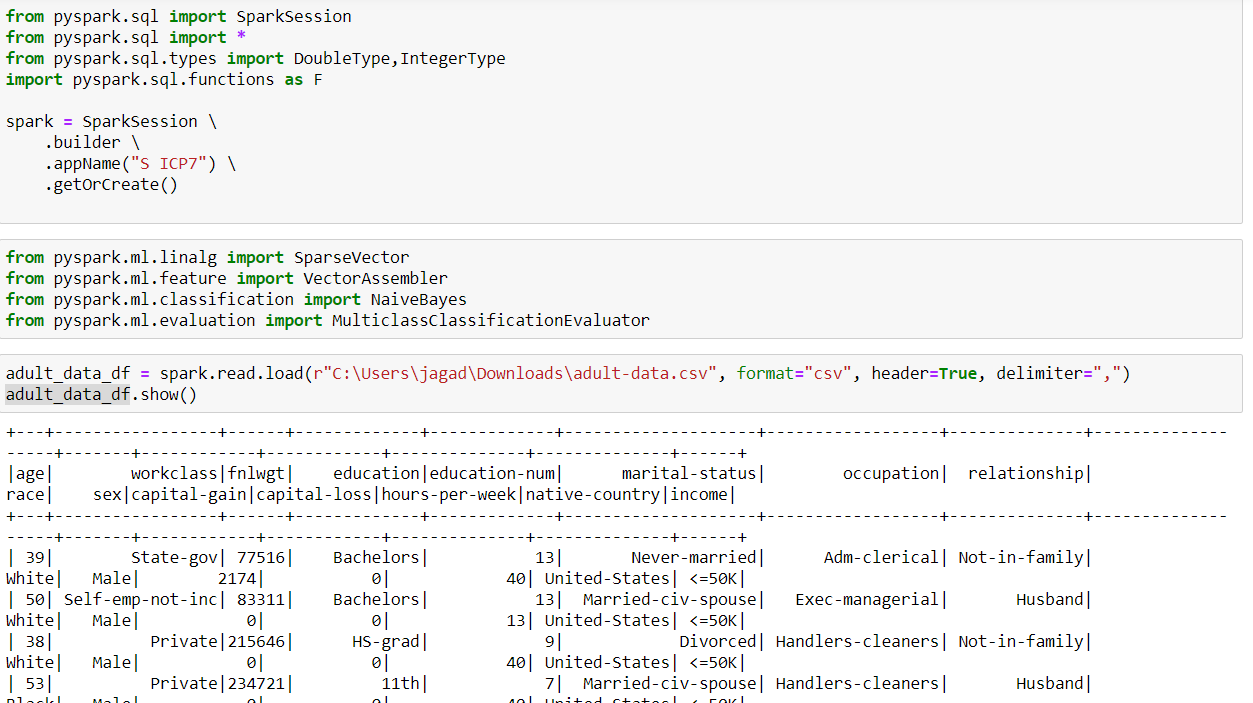 from pyspark.sql import SparkSession
from pyspark.sql import *
from pyspark.sql.types import DoubleType,IntegerType
import pyspark.sql.functions as F
spark = SparkSession \
    .builder \
    .appName("S ICP7") \
    .getOrCreate()
from pyspark.ml.linalg import SparseVector
from pyspark.ml.feature import VectorAssembler
from pyspark.ml.classification import NaiveBayes
from pyspark.ml.evaluation import MulticlassClassificationEvaluator
adult_data_df = spark.read.load(r"C:\Users\jagad\Downloads\adult-data.csv", format="csv", header=True, delimiter=",")
adult_data_df.show()
+---+-----------------+------+-------------+-------------+---------------------+------------------+--------------+--------------
-----+-------+------------+------------+--------------+--------------+------+
|age|        workclass|fnlwgt|    education|education-num|      marital-status|        occupation|  relationship|
race|    sex|capital-gain|capital-loss|hours-per-week|native-country|income|
+---+-----------------+------+-------------+-------------+---------------------+------------------+--------------+--------------
-----+-------+------------+------------+--------------+--------------+------+
| 39|        State-gov| 77516|    Bachelors|           13|       Never-married|      Adm-clerical| Not-in-family|
White|   Male|        2174|           0|            40| United-States| <=50K|
| 50| Self-emp-not-inc| 83311|    Bachelors|           13|  Married-civ-spouse|   Exec-managerial|       Husband|
White|   Male|           0|           0|            13| United-States| <=50K|
| 38|          Private|215646|      HS-grad|            9|            Divorced| Handlers-cleaners| Not-in-family|
White|   Male|           0|           0|            40| United-States| <=50K|
| 53|          Private|234721|         11th|            7|  Married-civ-spouse| Handlers-cleaners|       Husband|
Black|   Male|           0|           0|            40| United-States| <=50K|